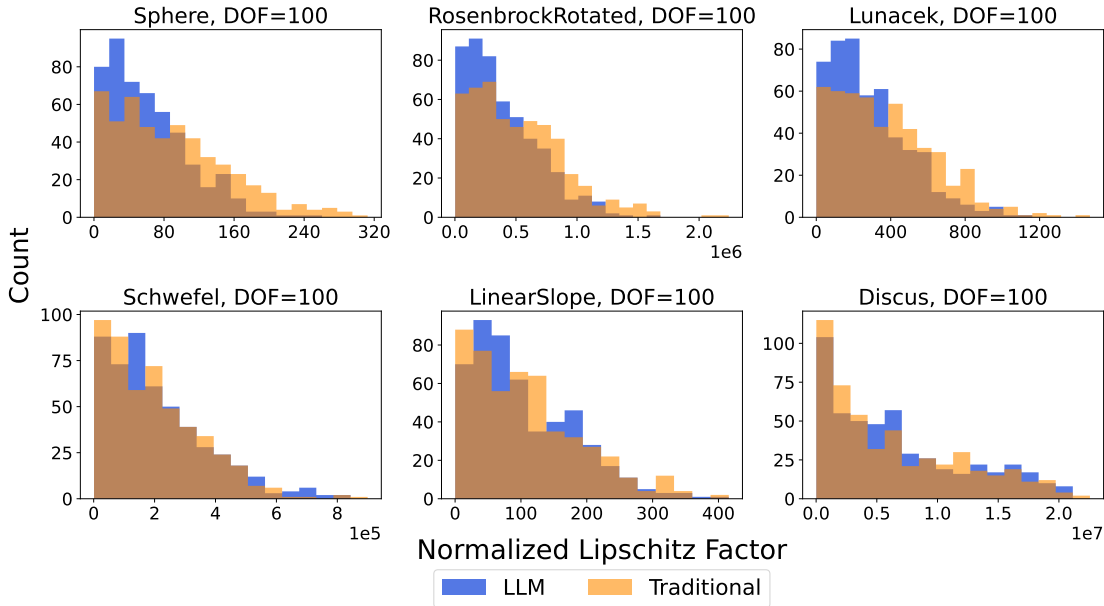 Sphere, DOF=100
RosenbrockRotated, DOF=100
Lunacek, DOF=100
80
60
40
20
0
0 80 160 240 320
80
60
40
20
0
0.0 0.5 1.0 1.5 2.0
1e6
80
60
40
20
0
0 400 800 1200
Count
Schwefel, DOF=100
LinearSlope, DOF=100
Discus, DOF=100
100
75
50
25
0
0 2 4 6 8
1e5
80
60
40
20
0
0 100 200 300 400
100
75
50
25
0
0.0 0.5 1.0 1.5 2.0
1e7
Normalized Lipschitz Factor
LLM Traditional